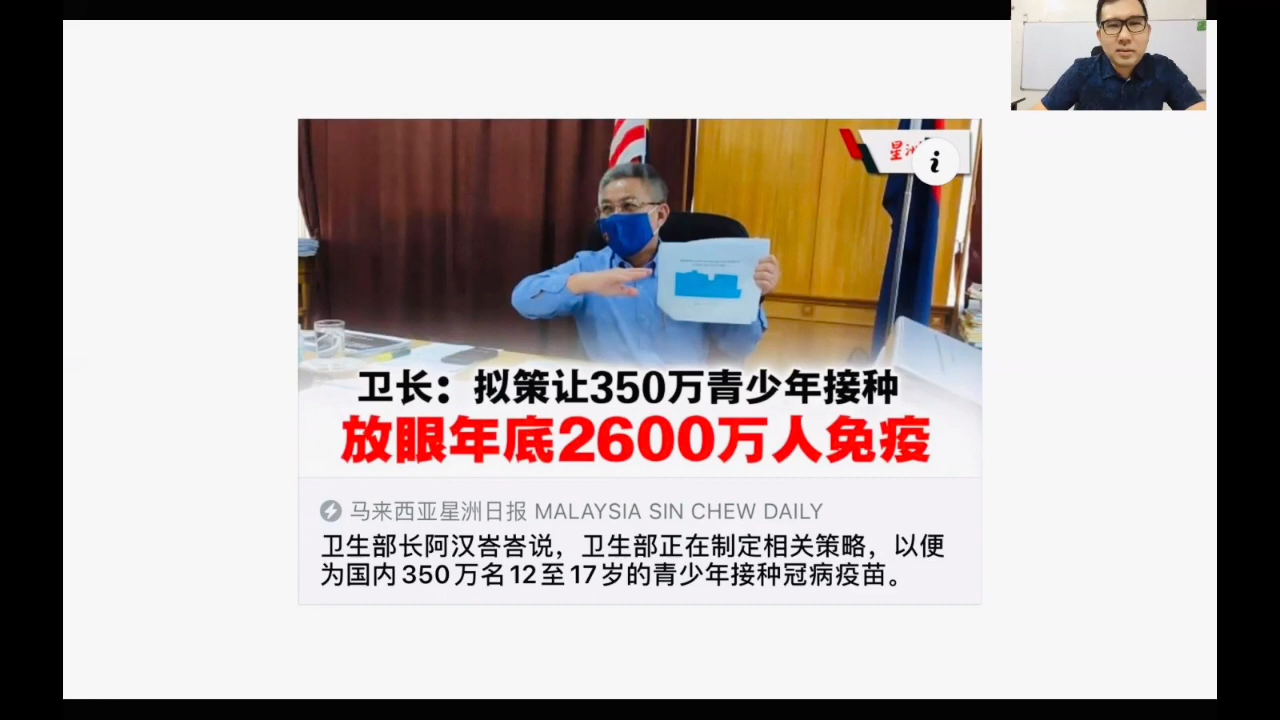 星洲
卫长：拟策让350万青少年接种
放眼年底2600万人免疫
马来西亚星洲日报 MALAYSIA SIN CHEW DAILY
卫生部长阿汉峇峇说，卫生部正在制定相关策略，以便
为国内350万名12至17岁的青少年接种冠病疫苗。